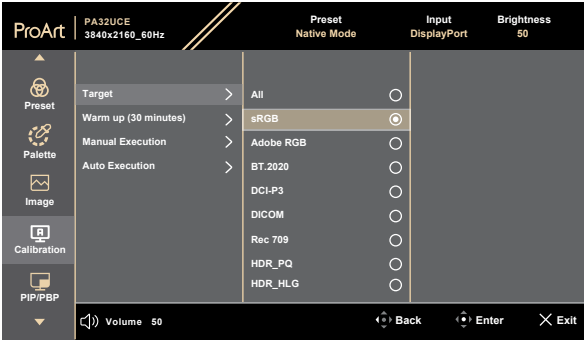 ProArt
PA32UCE
3840x2160_60Hz
Preset
Native Mode
Input
DisplayPort
Brightness
50
Preset
Palette
Image
Calibration
PIP/PBP
Target
Warm up (30 minutes)
Manual Execution
Auto Execution
All
sRGB
Adobe RGB
BT.2020
DCI-P3
DICOM
Rec 709
HDR_PQ
HDR_HLG
Volume 50
Back
Enter
Exit